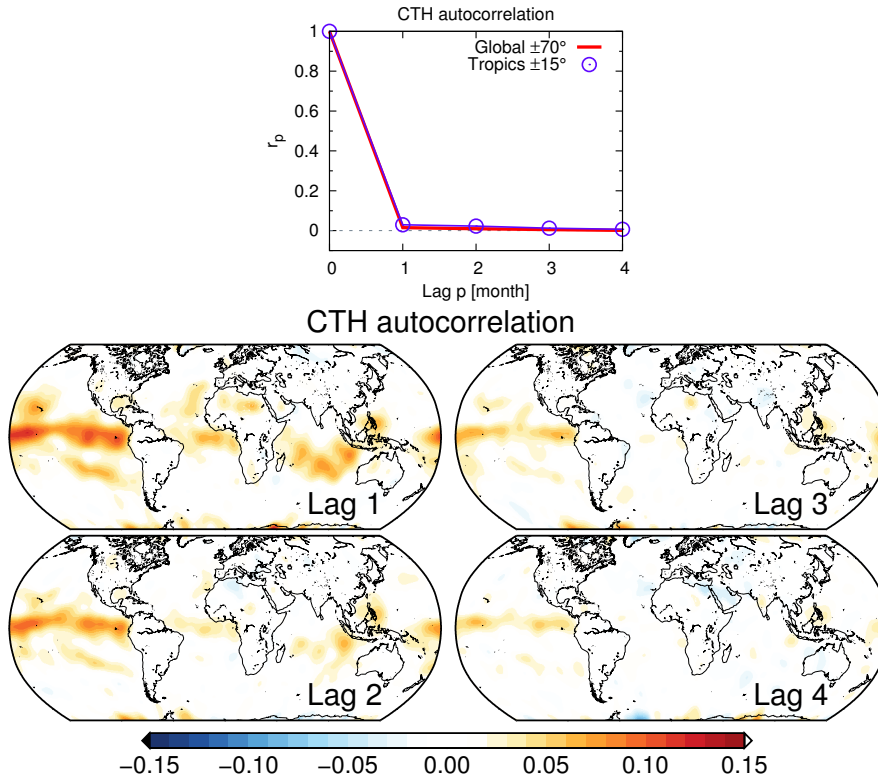 CTH autocorrelation
Global ±70°
Tropics ±15°
1
0.8
0.6
0.4
0.2
0
r_p
0 1 2 3 4
Lag p [month]
CTH autocorrelation
Lag 1
Lag 3
Lag 2
Lag 4
−0.15 −0.10 −0.05 0.00 0.05 0.10 0.15